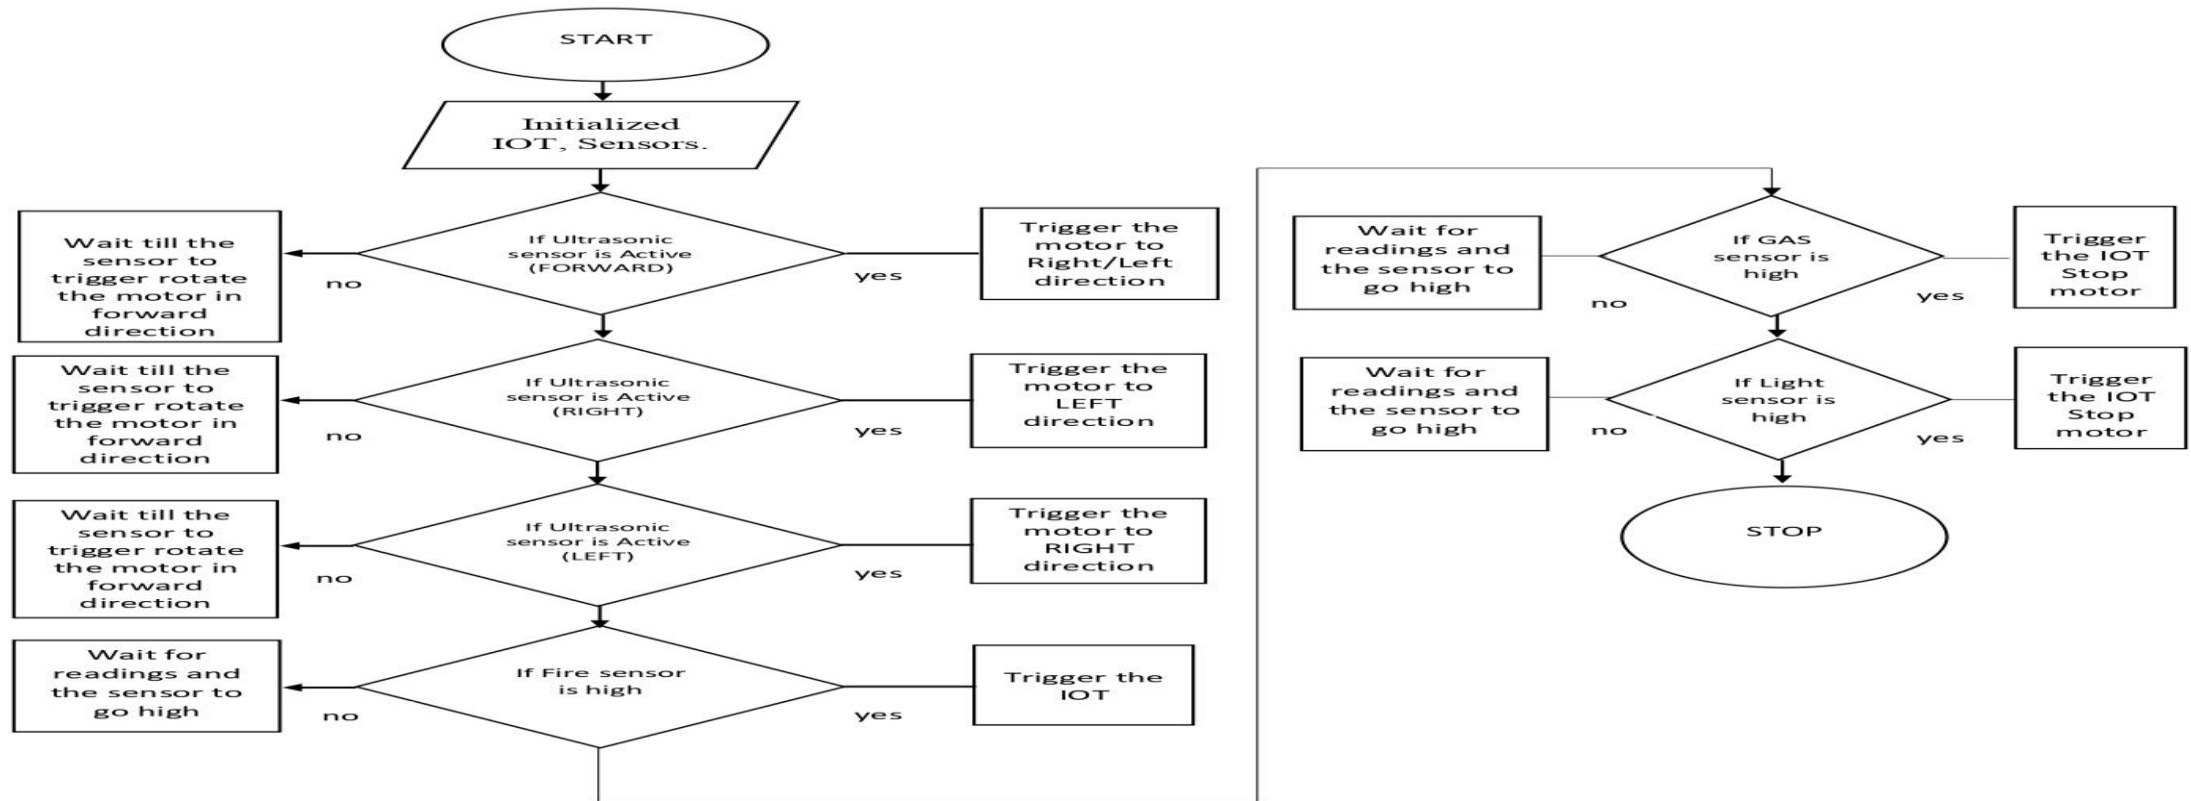 START
Initialized
IOT, Sensors.
If Ultrasonic
sensor is Active
(FORWARD)
no
yes
Wait till the
sensor to
trigger rotate
the motor in
forward
direction
Trigger the
motor to
Right/Left
direction
If Ultrasonic
sensor is Active
(RIGHT)
no
yes
Wait till the
sensor to
trigger rotate
the motor in
forward
direction
Trigger the
motor to
LEFT
direction
If Ultrasonic
sensor is Active
(LEFT)
no
yes
Wait till the
sensor to
trigger rotate
the motor in
forward
direction
Trigger the
motor to
RIGHT
direction
If Fire sensor
is high
no
yes
Wait for
readings and
the sensor to
go high
Trigger the
IOT
If GAS
sensor is
high
no
yes
Wait for
readings and
the sensor to
go high
Trigger
the IOT
Stop
motor
If Light
sensor is
high
no
yes
Wait for
readings and
the sensor to
go high
Trigger
the IOT
Stop
motor
STOP